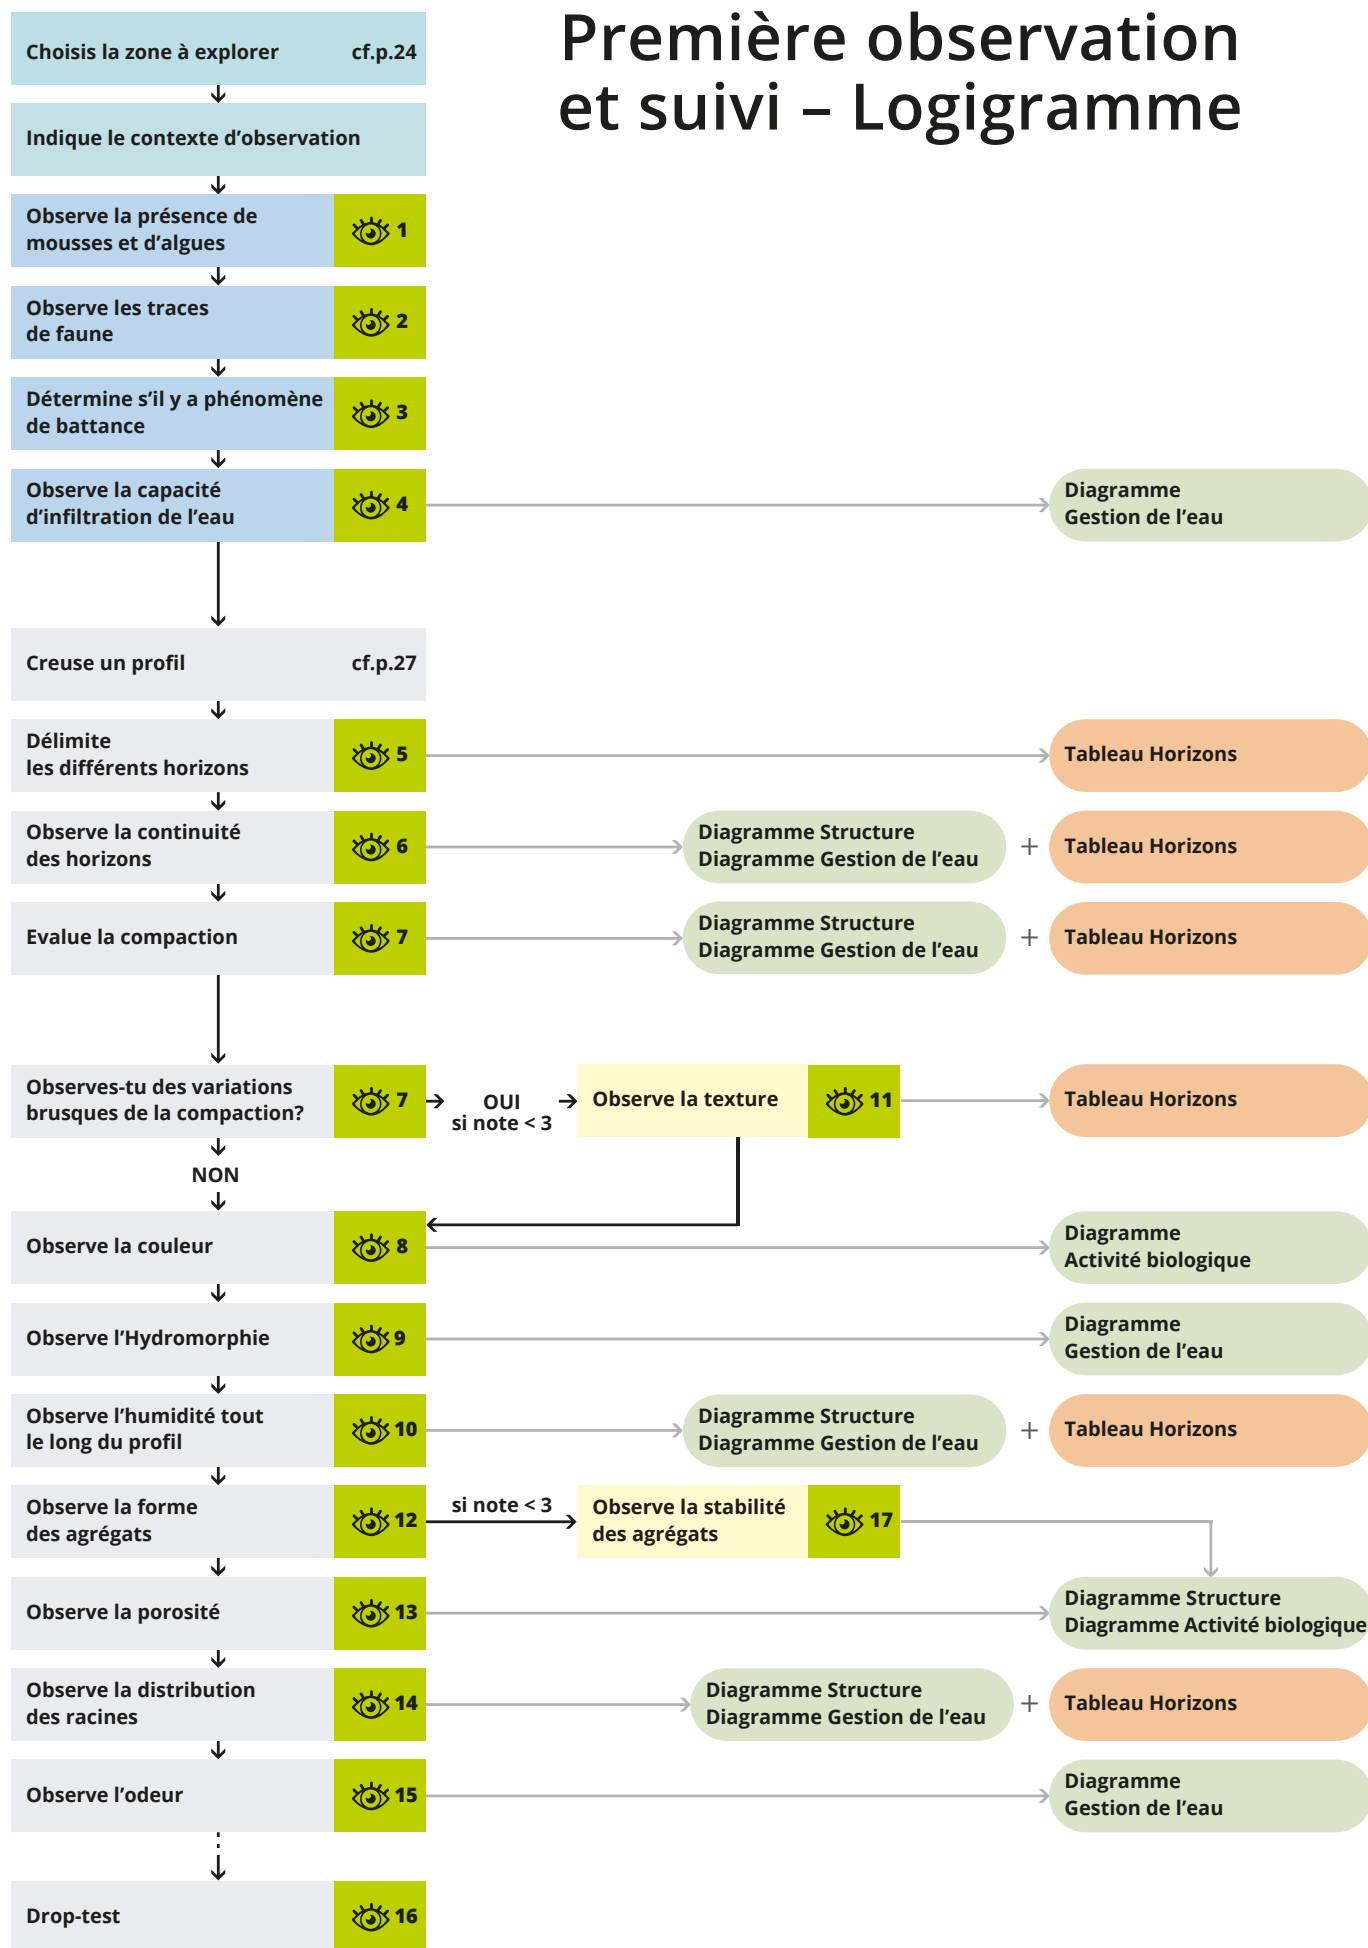 Première observation
et suivi – Logigramme
Choisis la zone à explorer cf.p.24
Indique le contexte d’observation
Observe la présence de
mousses et d’algues
1
Observe les traces
de faune
2
Détermine s’il y a phénomène
de battance
3
Observe la capacité
d’infiltration de l’eau
4
Diagramme
Gestion de l’eau
Creuse un profil cf.p.27
Délimite
les différents horizons
5
Tableau Horizons
Observe la continuité
des horizons
6
Diagramme Structure
Diagramme Gestion de l’eau
+
Tableau Horizons
Evalue la compaction
7
Diagramme Structure
Diagramme Gestion de l’eau
+
Tableau Horizons
Observes-tu des variations
brusques de la compaction?
7
OUI
si note < 3
Observe la texture
11
Tableau Horizons
NON
Observe la couleur
8
Diagramme
Activité biologique
Observe l’Hydromorphie
9
Diagramme
Gestion de l’eau
Observe l’humidité tout
le long du profil
10
Diagramme Structure
Diagramme Gestion de l’eau
+
Tableau Horizons
Observe la forme
des agrégats
12
si note < 3
Observe la stabilité
des agrégats
17
Observe la porosité
13
Diagramme Structure
Diagramme Activité biologique
Observe la distribution
des racines
14
Diagramme Structure
Diagramme Gestion de l’eau
+
Tableau Horizons
Observe l’odeur
15
Diagramme
Gestion de l’eau
Drop-test
16